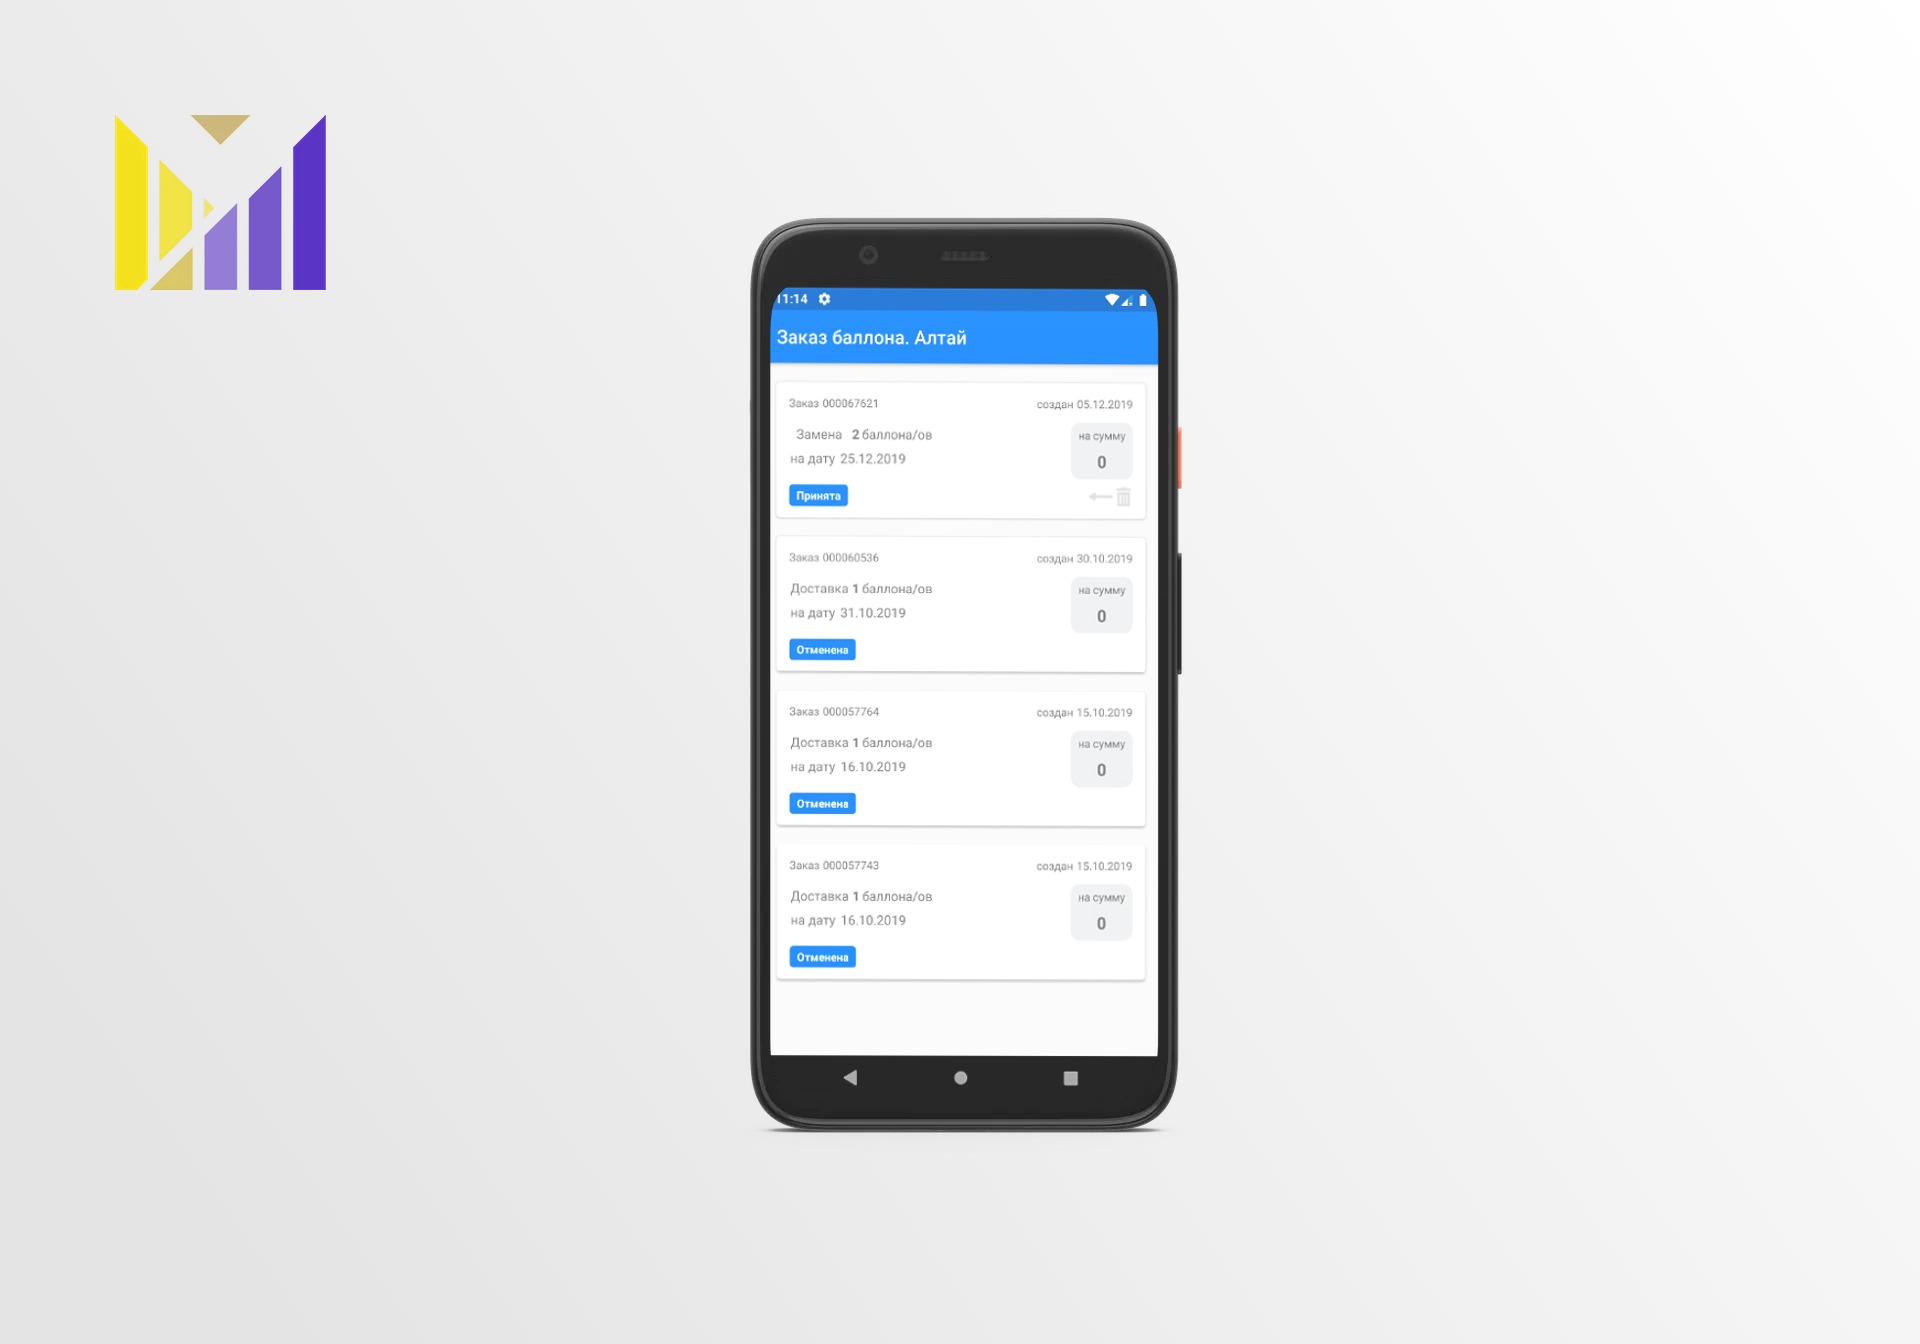 11:14
Заказ баллона. Алтай
Заказ 000067621 создан 05.12.2019
Замена 2 баллона/ов на сумму
на дату 25.12.2019 0
Принята
Заказ 000060536 создан 30.10.2019
Доставка 1 баллона/ов на сумму
на дату 31.10.2019 0
Отменена
Заказ 000057764 создан 15.10.2019
Доставка 1 баллона/ов на сумму
на дату 16.10.2019 0
Отменена
Заказ 000057743 создан 15.10.2019
Доставка 1 баллона/ов на сумму
на дату 16.10.2019 0
Отменена